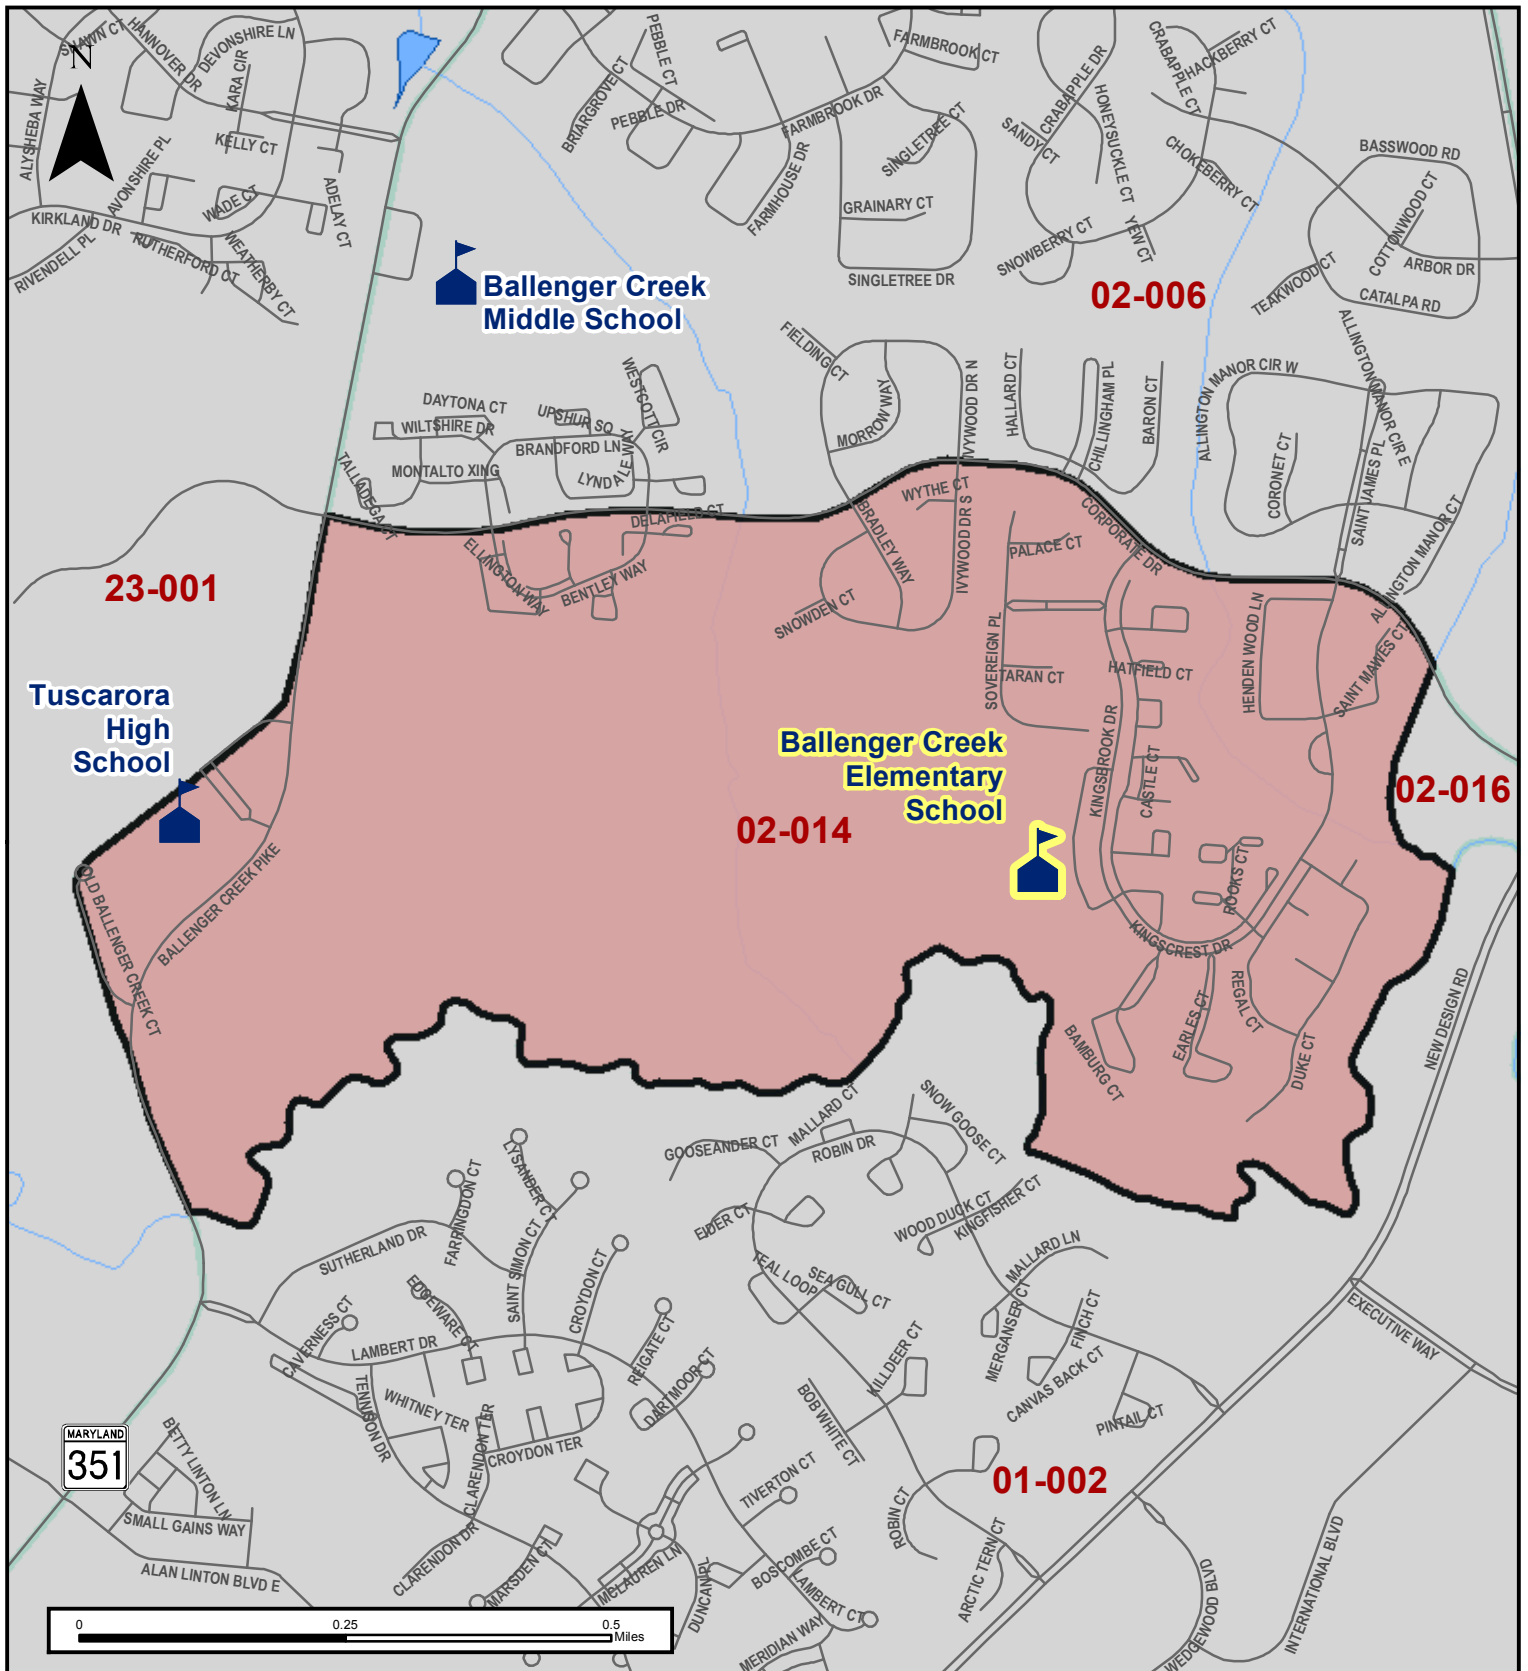 SHAWN CT
HANNOVER DR
DEVONSHIRE LN
N
KARA CIR
ALYSHEBA WAY
KELLY CT
AVONSHIRE PL
WADE CT
ADELAY CT
KIRKLAND DR
RIVENDELL PL
RUTHERFORD CT
WEATHERBY CT
PEBBLE CT
BRIARGROVE CT
PEBBLE DR
FARMBROOK CT
FARMBROOK DR
FARMHOUSE DR
SINGLETREE CT
GRAINARY CT
SINGLETREE DR
CRABAPPLE DR
CRABAPPLE CT
HACKBERRY CT
SANDY CT
HONEYSUCKLE CT
CHOKEBERRY CT
SNOWBERRY CT
YEW CT
BASSWOOD RD
COTTONWOOD CT
TEAKWOOD CT
ARBOR DR
CATALPA RD
Ballenger Creek
Middle School
02-006
FIELDING CT
MORROW WAY
IVYWOOD DR N
HALLARD CT
CHILLINGHAM PL
BARON CT
ALLINGTON MANOR CIR W
ALLINGTON MANOR CIR E
CORONET CT
SAINT JAMES PL
ALLINGTON MANOR CT
WESTCOTT CIR
DAYTONA CT
UPSHUR SQ
WILTSHIRE DR
BRANDFORD LN
MONTALTO XING
LYNDALE WAY
TALLADEGA CT
DELAFIELD CT
ELLINGTON WAY
BENTLEY WAY
WYTHE CT
BRADLEY WAY
IVYWOOD DR S
SNOWDEN CT
PALACE CT
CORPORATE DR
SOVEREIGN PL
TARAN CT
HATFIELD CT
HENDEN WOOD LN
SAINT MAWES CT
ALLINGTON MANOR CT
23-001
Tuscarora
High
School
Ballenger Creek
Elementary
School
02-014
02-016
KINGSBROOK DR
CASTLE CT
ROOKS CT
KINGSCREST DR
REGAL CT
EARLES CT
BAMBURG CT
DUKE CT
OLD BALLENGER CREEK CT
BALLENGER CREEK PIKE
NEW DESIGN RD
GOOSEANDER CT
MALLARD CT
ROBIN DR
SNOW GOOSE CT
EIDER CT
WOOD DUCK CT
KINGFISHER CT
TEAL LOOP
SEA GULL CT
MALLARD LN
MERGANSER CT
FINCH CT
KILLDEER CT
CANVAS BACK CT
PINTAIL CT
BOB WHITE CT
EXECUTIVE WAY
LYSANDER CT
FARRINGDON CT
SUTHERLAND DR
SAINT SIMON CT
CROYDON CT
EDGEWARE CT
CAVERNESS CT
LAMBERT DR
REIGATE CT
DARTMOOR CT
TENNISON DR
WHITNEY TER
CLARENDON TER
CROYDON TER
MARYLAND
351
BETTY LINTON LN
SMALL GAINS WAY
ALAN LINTON BLVD E
CLARENDON DR
MARSDEN CT
MCLAUREN LN
DUNCAN PL
TIVERTON CT
BOSCOMBE CT
LAMBERT CT
MERIDIAN WAY
01-002
ROBIN CT
ARCTIC TERN CT
WEDGEWOOD BLVD
INTERNATIONAL BLVD
0 0.25 0.5
Miles